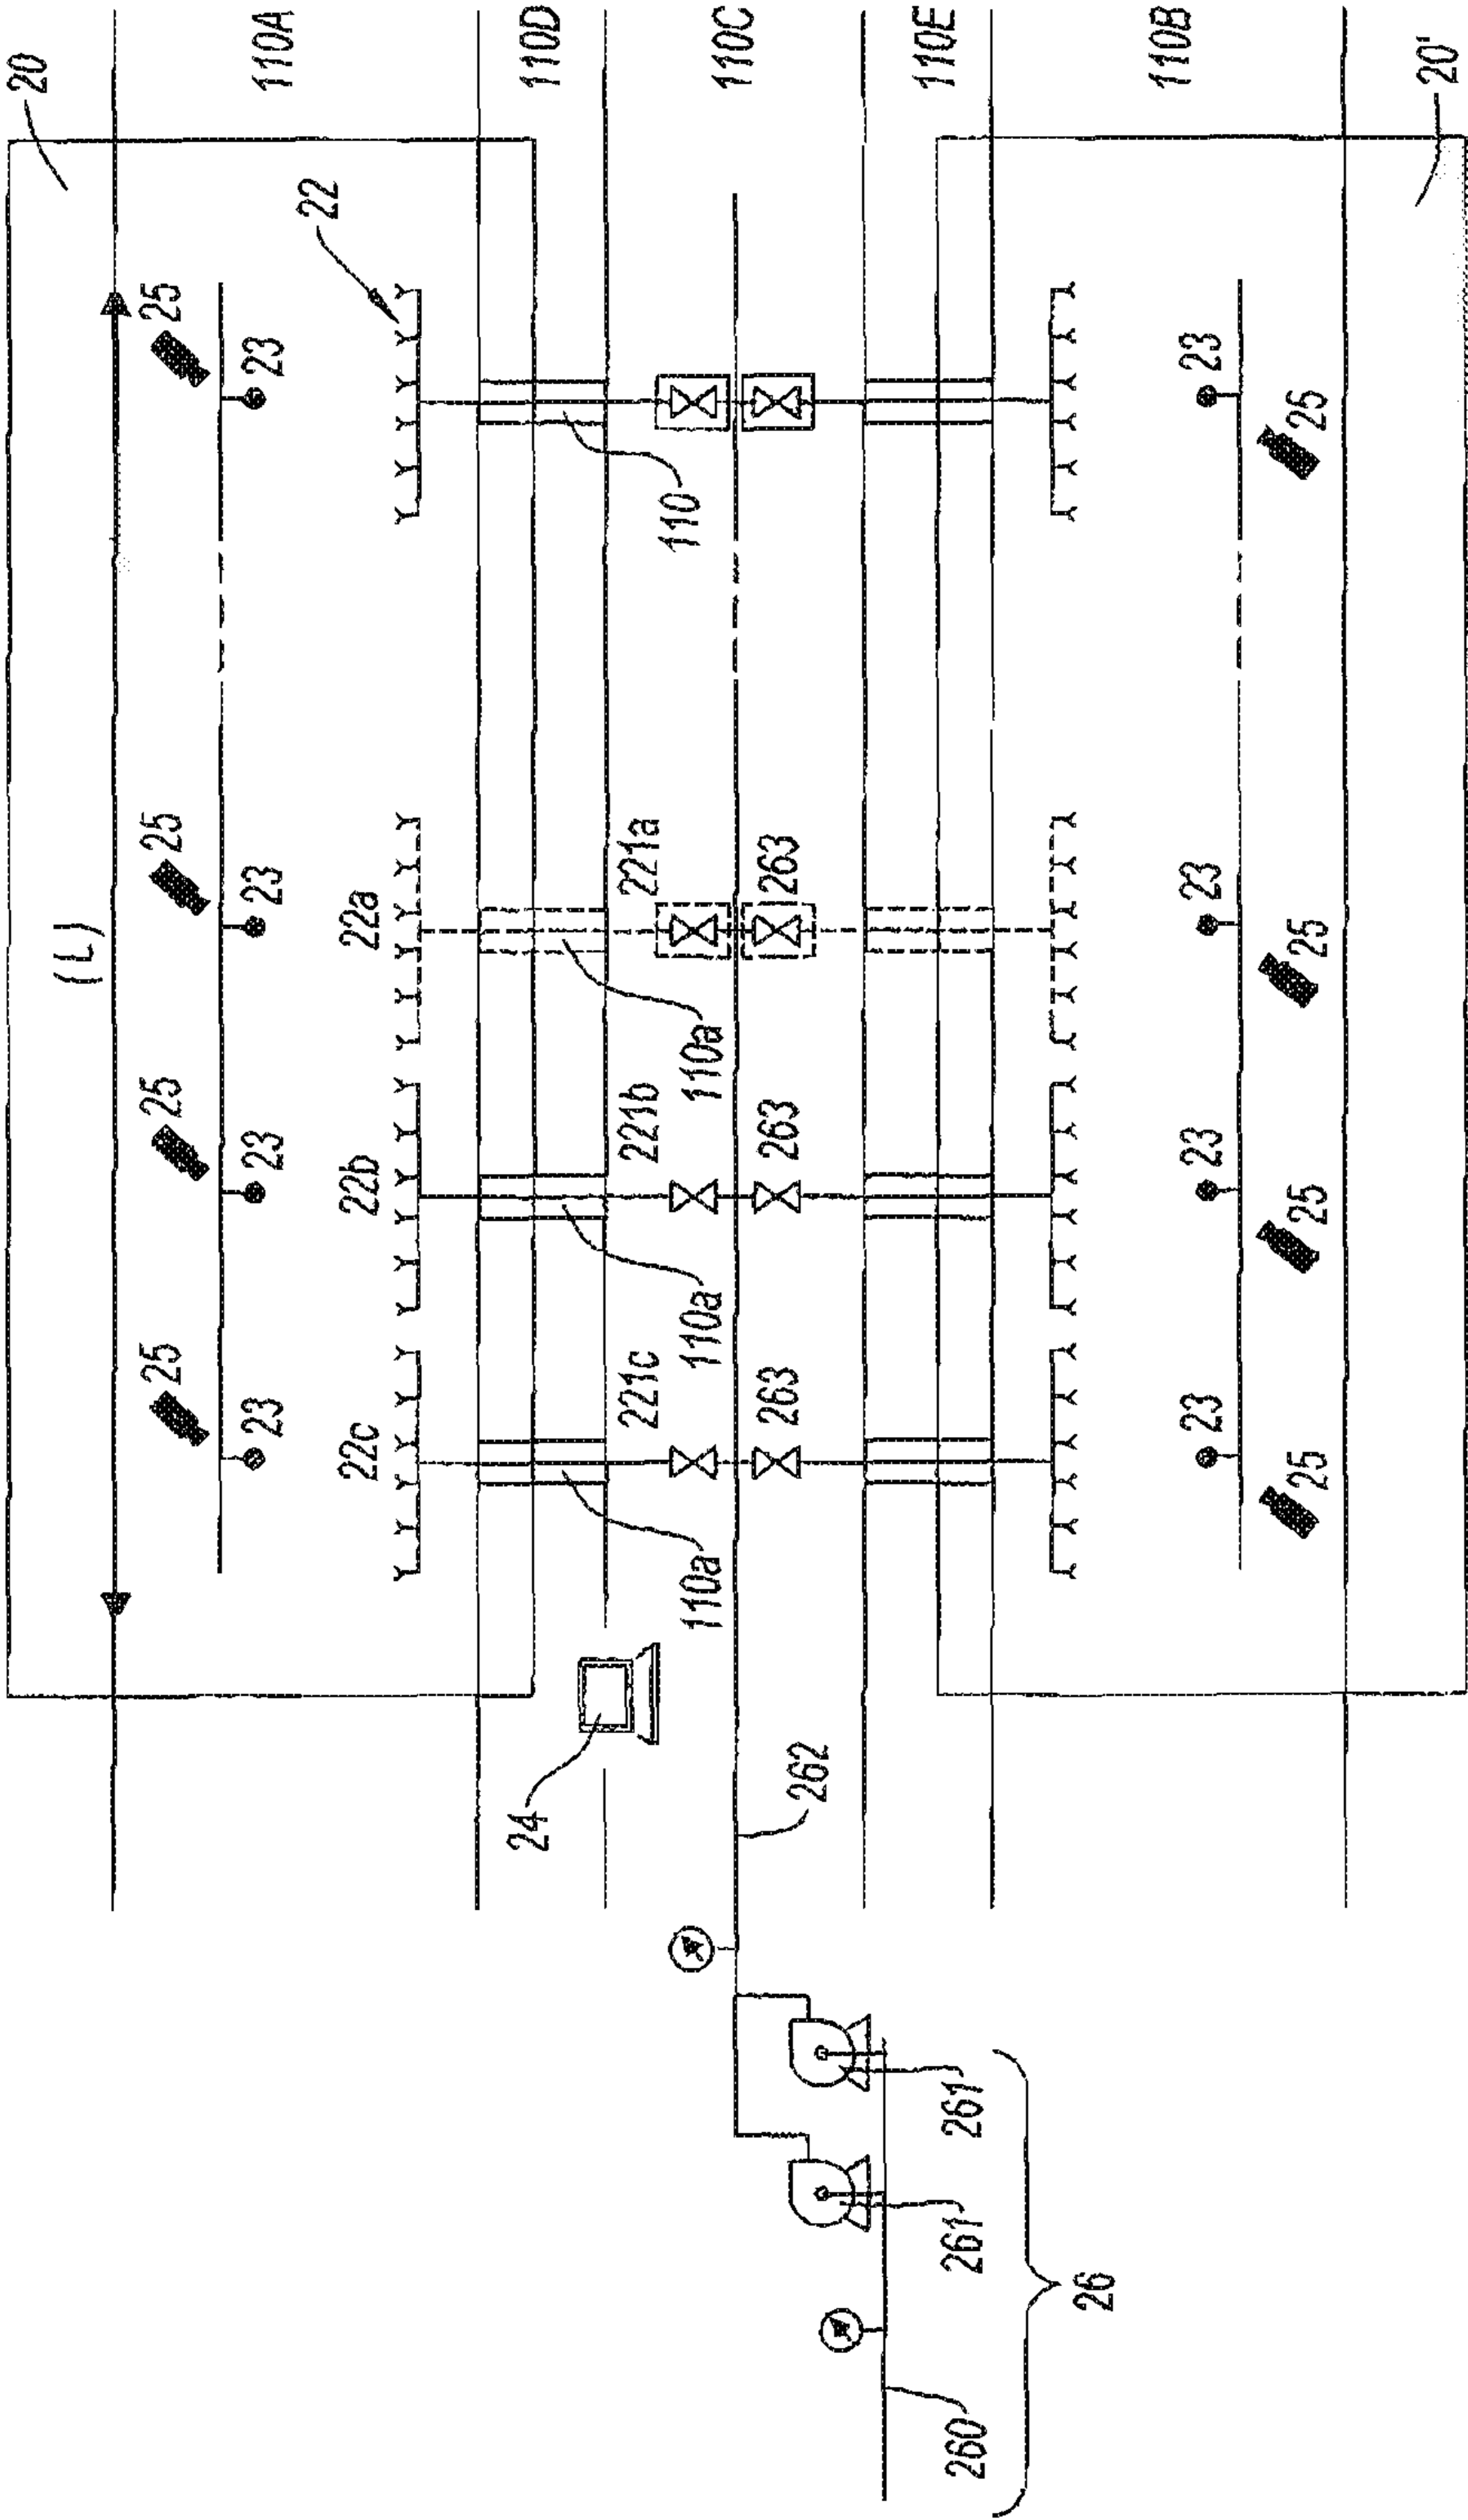 20
(L)
25 25 25 25
23 23 23 23
110A
22
22c 22b 22a
24
110D
221c 221b 221a
110a 110a 110a 110
110C
263 263 263
262
110E
260 261 261
26
110B
23 23 23 23
25 25 25 26
20'